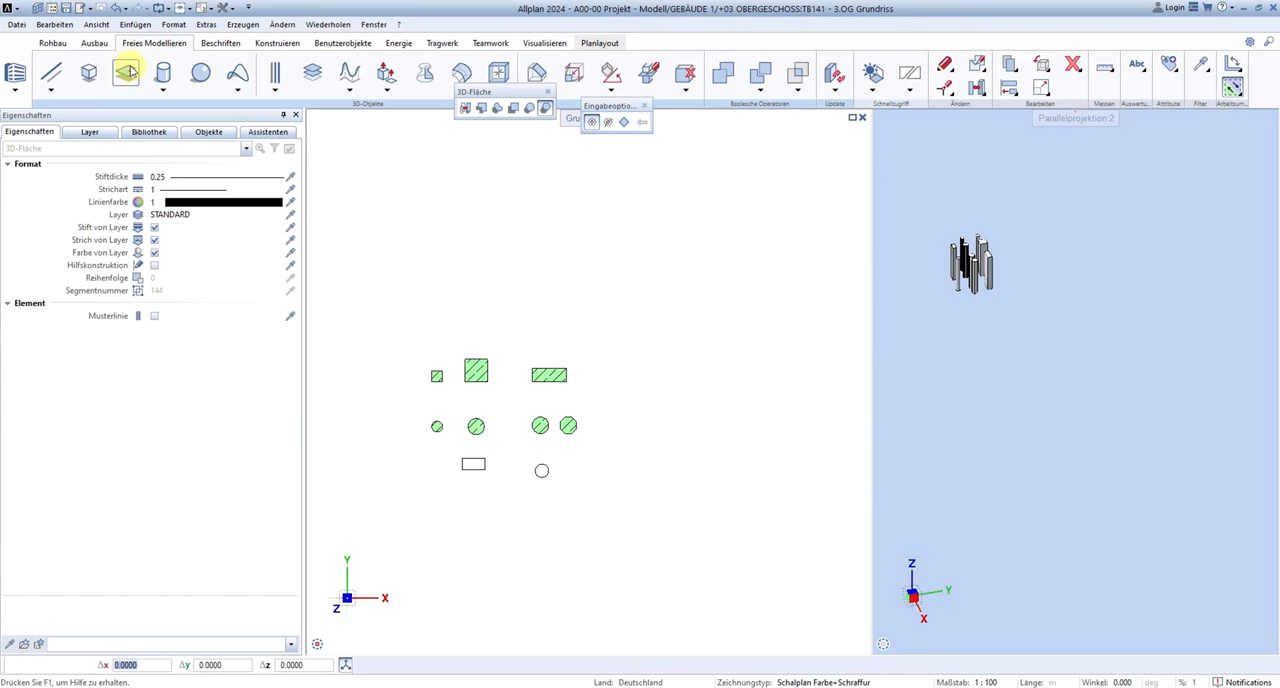 Allplan 2024 - A00-00 Projekt - Modell/GEBÄUDE 1/+03 OBERGESCHOSS:TB141 - 3.OG Grundriss
Login
Datei Bearbeiten Ansicht Einfügen Format Extras Erzeugen Ändern Wiederholen Fenster ?
Rohbau Ausbau Freies Modellieren Beschriften Konstruieren Benutzerobjekte Energie Tragwerk Teamwork Visualisieren Planlayout
Abc
3D-Objekte Boolesche Operatoren Update Schnellzugriff Ändern Bearbeiten Messen Auswert... Attribute Filter Arbeitsum...
3D-Fläche
Eingabeoptio...
Gru
Parallelprojektion:2
Eigenschaften
Eigenschaften Layer Bibliothek Objekte Assistenten
3D-Fläche
Format
Stiftdicke 0.25
Strichart 1
Linienfarbe 1
Layer STANDARD
Stift von Layer
Strich von Layer
Farbe von Layer
Hilfskonstruktion
Reihenfolge 0
Segmentnummer 144
Element
Musterlinie
Y
X
Z
Z
Y
X
Δx 0.0000 Δy 0.0000 Δz 0.0000
Drücken Sie F1, um Hilfe zu erhalten. Land: Deutschland Zeichnungstyp: Schalplan Farbe+Schraffur Maßstab: 1 : 100 Länge: m Winkel: 0.000 deg %: 1 Notifications